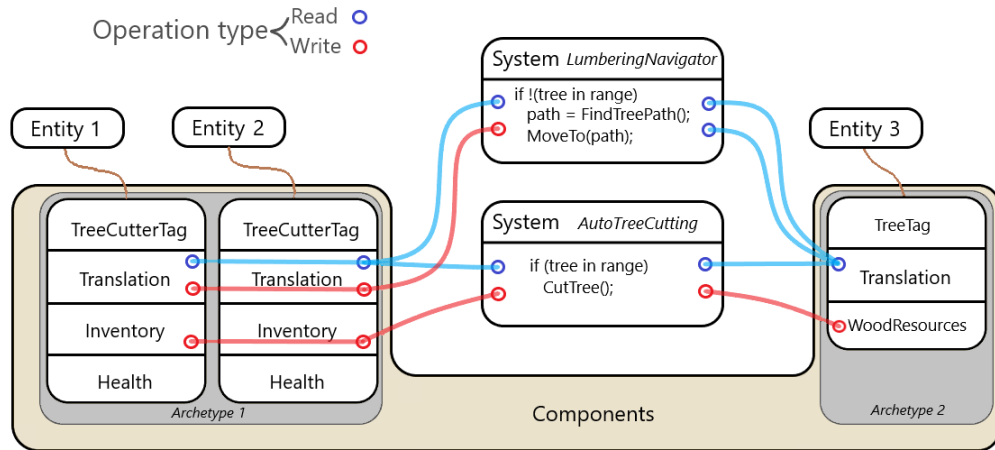 Operation type
Read
Write
System LumberingNavigator
if !(tree in range)
path = FindTreePath();
MoveTo(path);
Entity 1
Entity 2
Entity 3
TreeCutterTag
Translation
Inventory
Health
TreeCutterTag
Translation
Inventory
Health
Archetype 1
System AutoTreeCutting
if (tree in range)
CutTree();
TreeTag
Translation
WoodResources
Archetype 2
Components